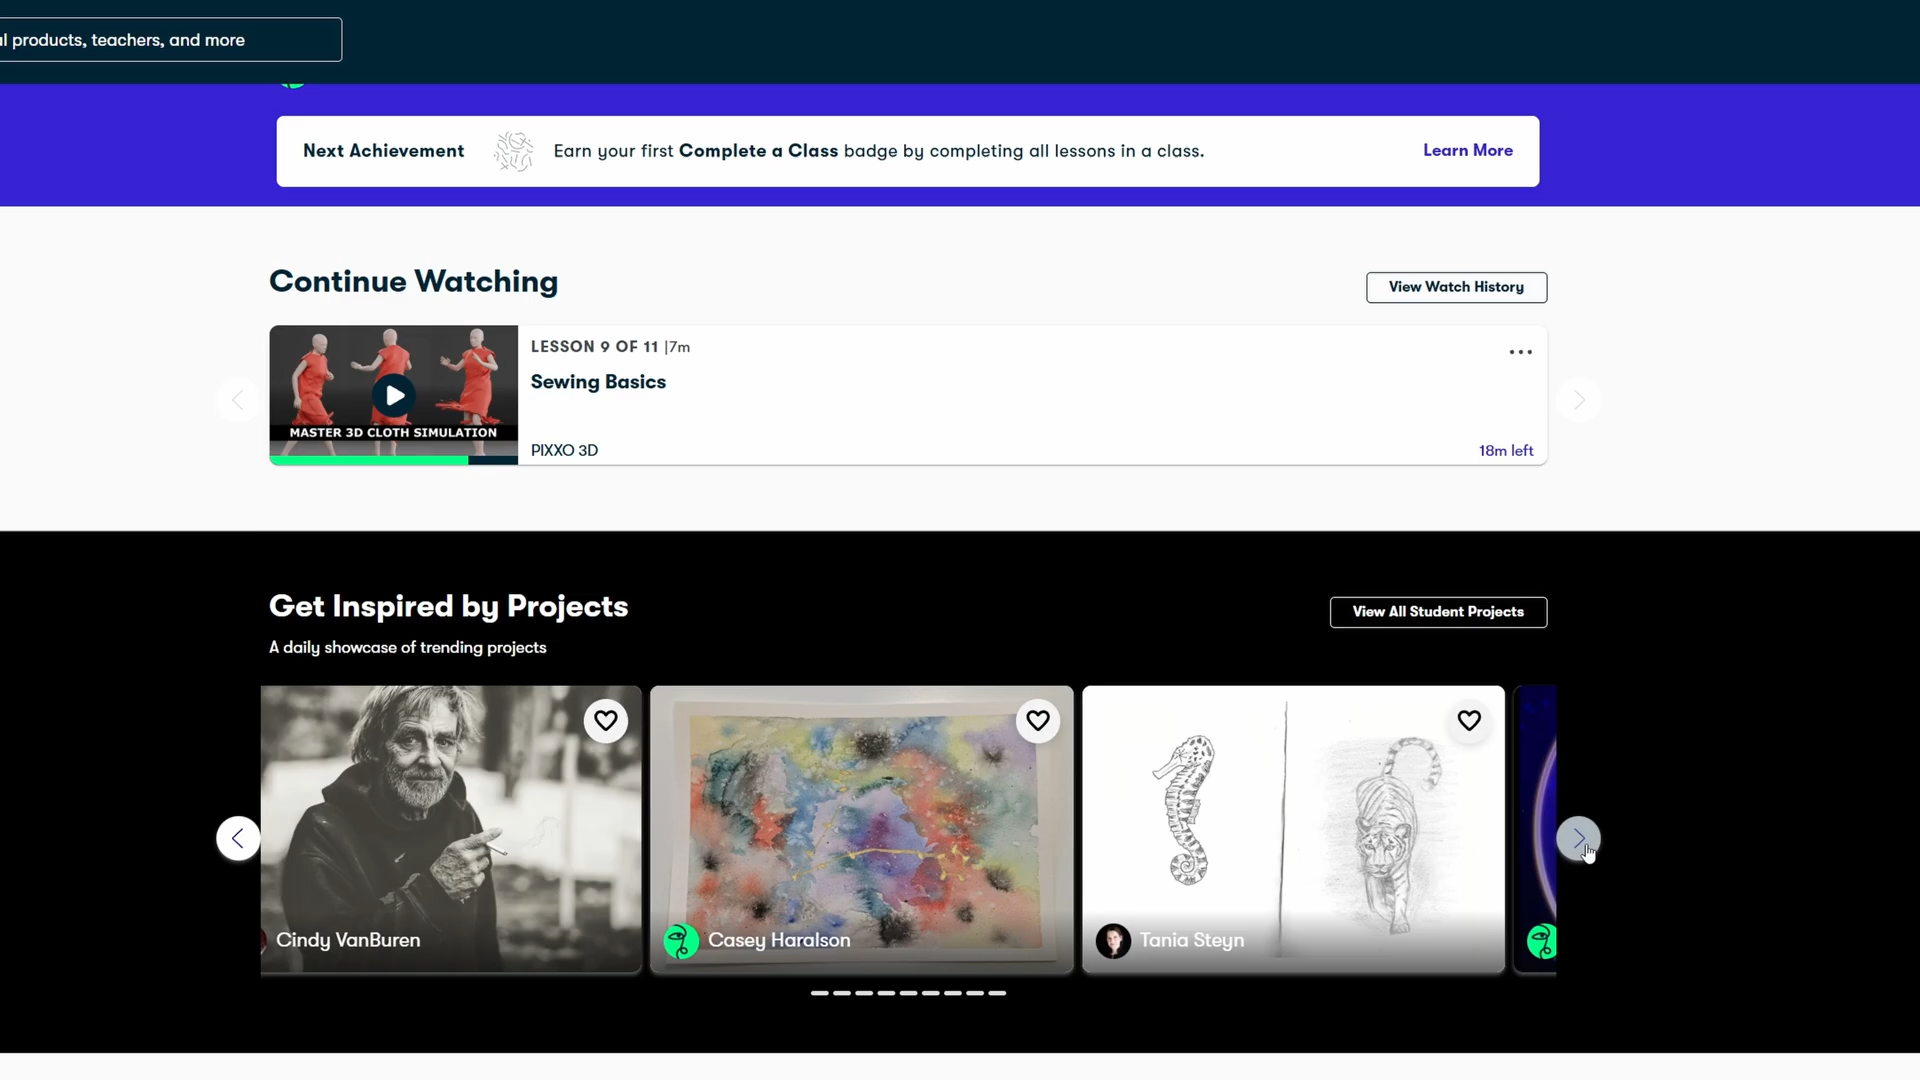 al products, teachers, and more
Next Achievement Earn your first Complete a Class badge by completing all lessons in a class. Learn More
Continue Watching
View Watch History
LESSON 9 OF 11 |7m
Sewing Basics
MASTER 3D CLOTH SIMULATION
PIXXO 3D
18m left
Get Inspired by Projects
View All Student Projects
A daily showcase of trending projects
Cindy VanBuren
Casey Haralson
Tania Steyn